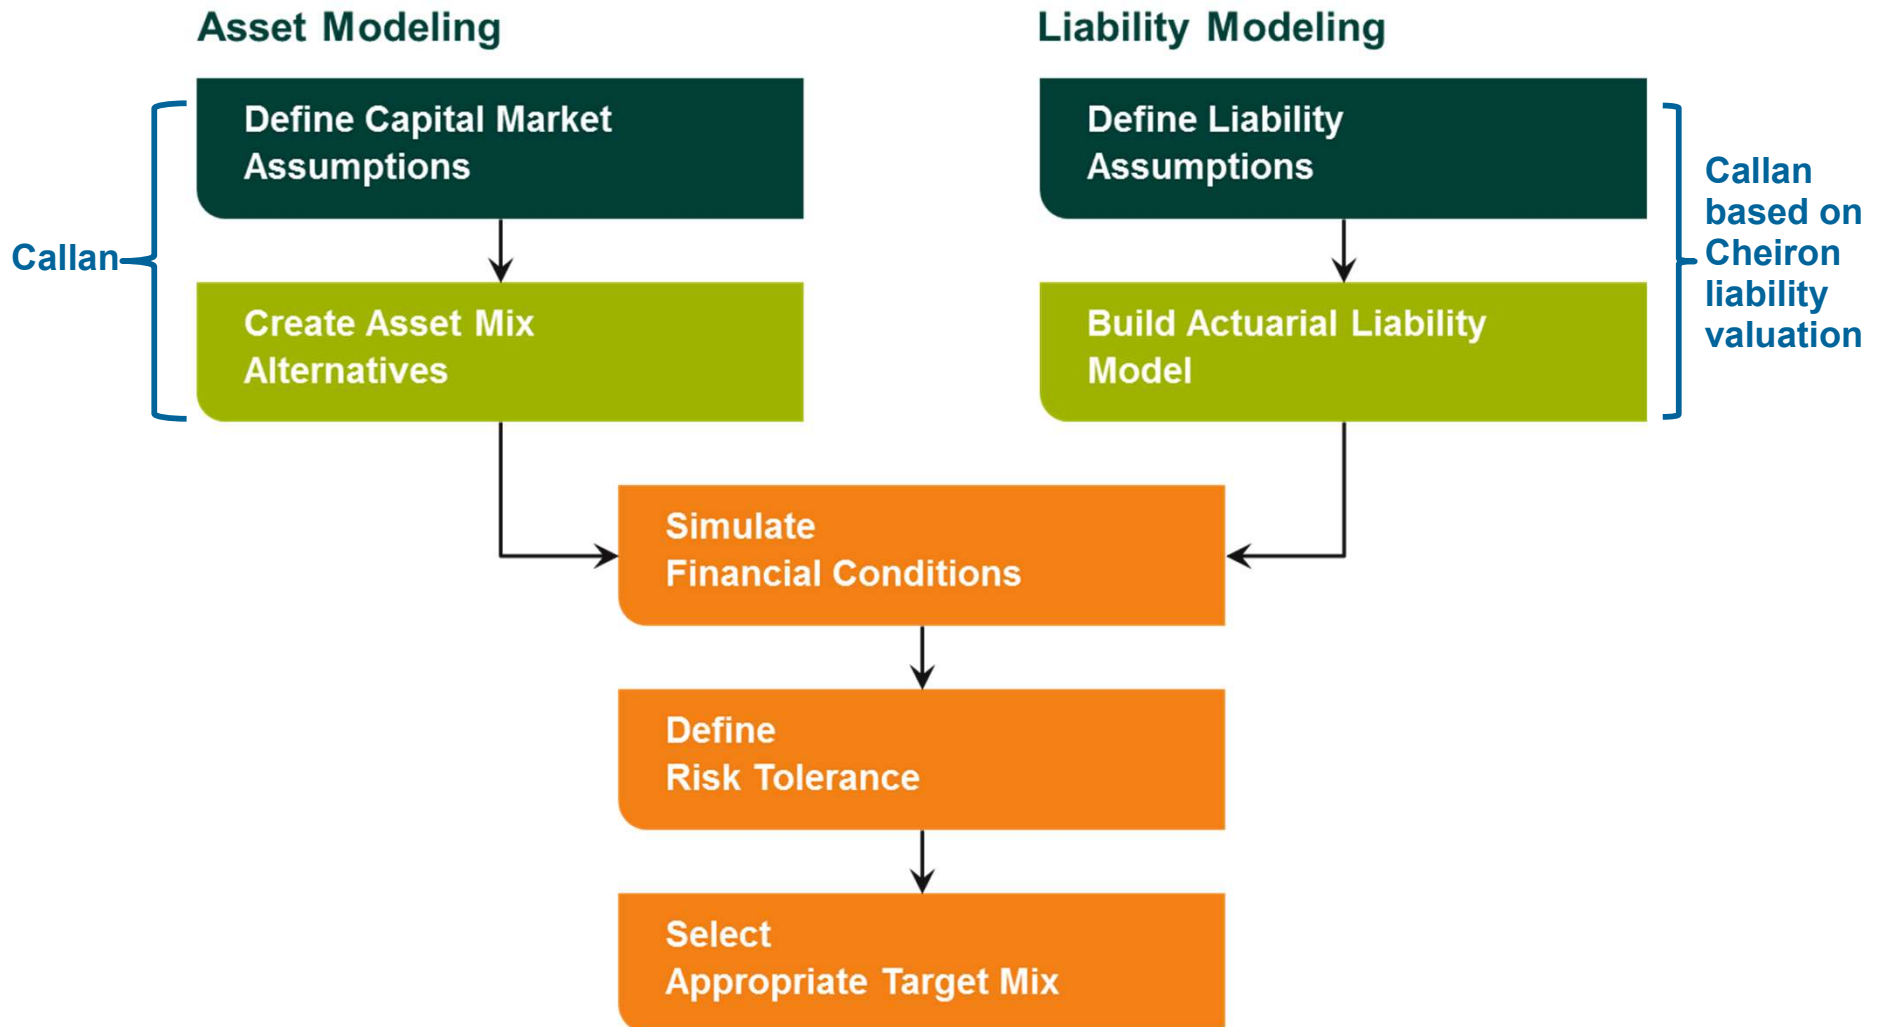 Asset Modeling
Liability Modeling
Define Capital Market
Assumptions
Define Liability
Assumptions
Callan
Callan
based on
Cheiron
liability
valuation
Create Asset Mix
Alternatives
Build Actuarial Liability
Model
Simulate
Financial Conditions
Define
Risk Tolerance
Select
Appropriate Target Mix